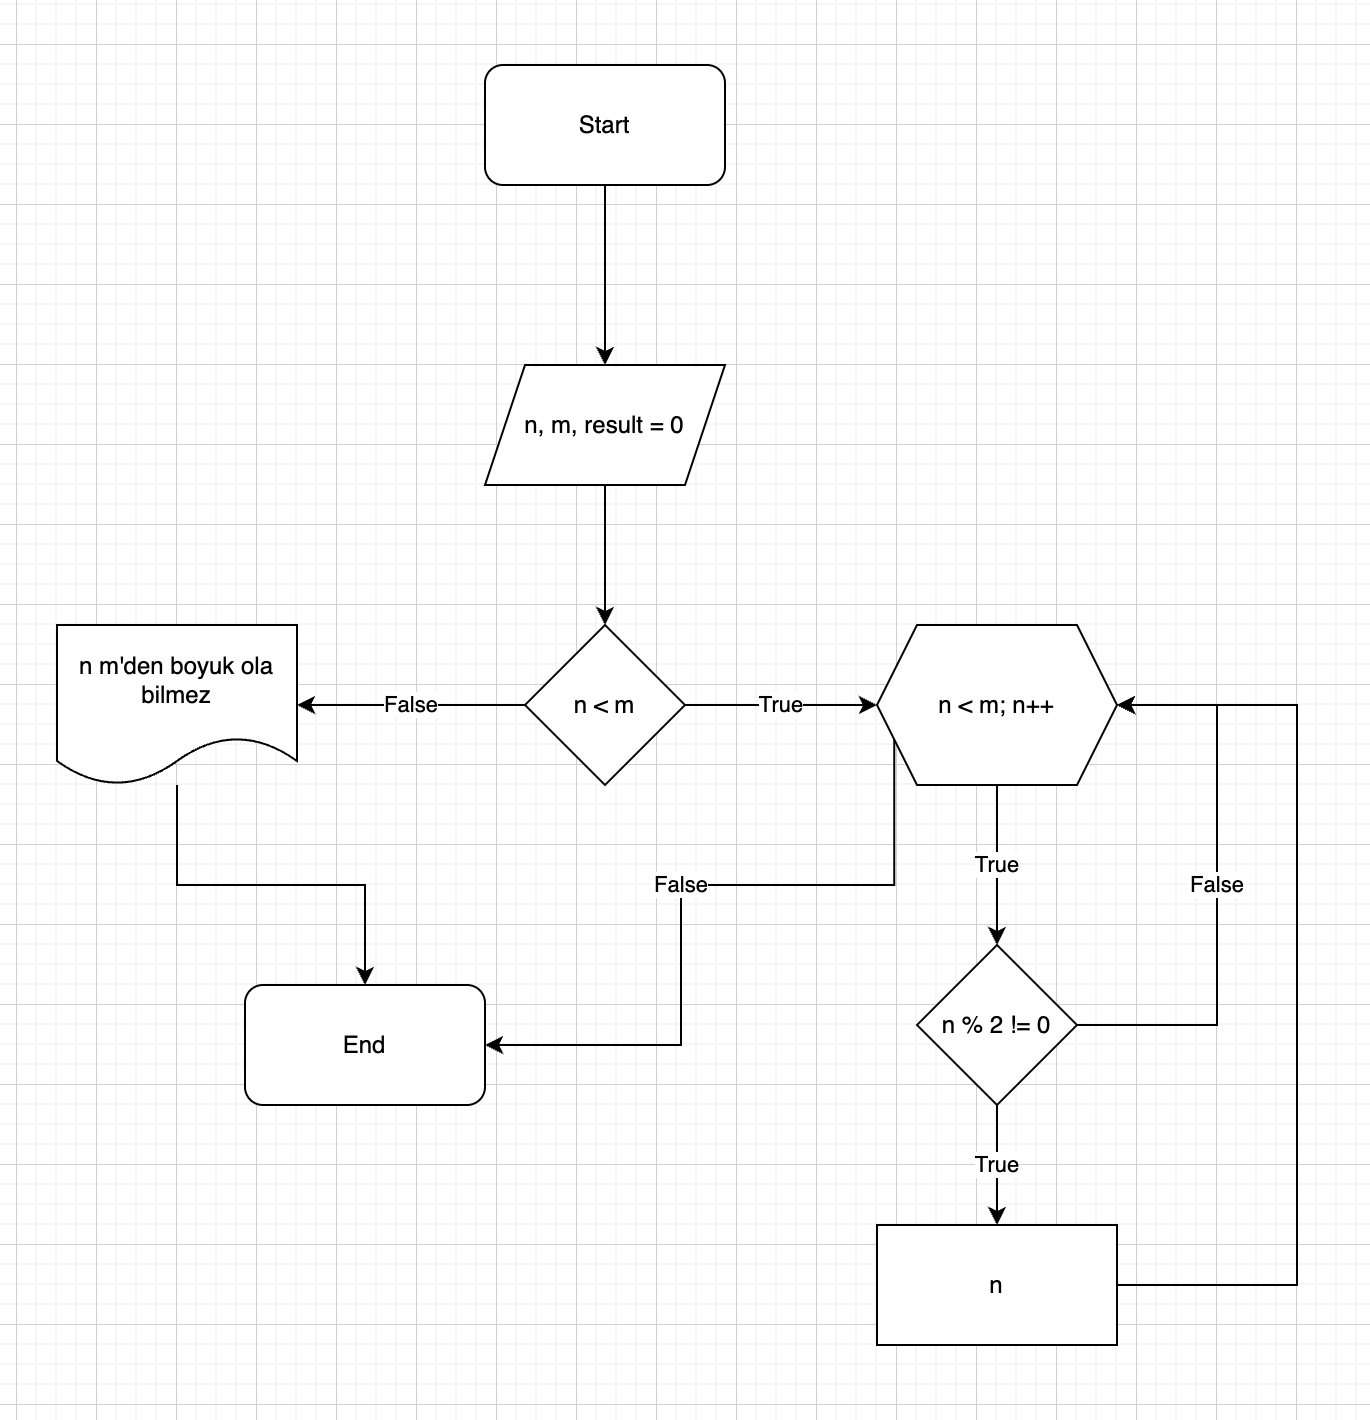 Start
n, m, result = 0
n m'den boyuk ola
bilmez
False
n < m
True
n < m; n++
True
False
False
n % 2 != 0
End
True
n